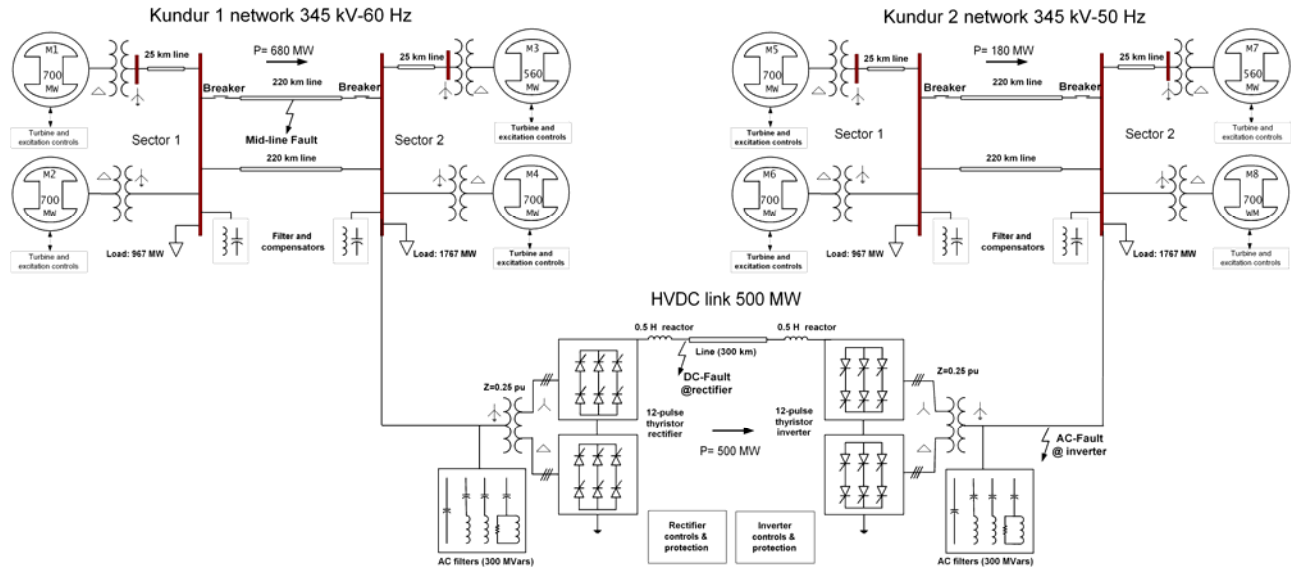 Kundur 1 network 345 kV-60 Hz
M1
700
MW
Turbine and
excitation controls
25 km line
P= 680 MW
25 km line
M3
560
MW
Turbine and
excitation controls
Breaker
220 km line
Breaker
Sector 1
Mid-line Fault
Sector 2
220 km line
M2
700
MW
Turbine and
excitation controls
M4
700
MW
Turbine and
excitation controls
Load: 967 MW
Filter and
compensators
Load: 1767 MW
Kundur 2 network 345 kV-50 Hz
M5
700
MW
Turbine and
excitation controls
25 km line
P= 180 MW
25 km line
M7
560
MW
Turbine and
excitation controls
220 km line
Breaker
Breaker
Sector 1
Sector 2
220 km line
M6
700
MW
Turbine and
excitation controls
M8
700
WM
Turbine and
excitation controls
Load: 967 MW
Filter and
compensators
Load: 1767 MW
HVDC link 500 MW
0.5 H reactor
0.5 H reactor
Line (300 km)
DC-Fault
@rectifier
Z=0.25 pu
Z=0.25 pu
12-pulse
thyristor
rectifier
12-pulse
thyristor
inverter
P= 500 MW
AC-Fault
@ inverter
Rectifier
controls &
protection
Inverter
controls &
protection
AC filters (300 MVars)
AC filters (300 MVars)